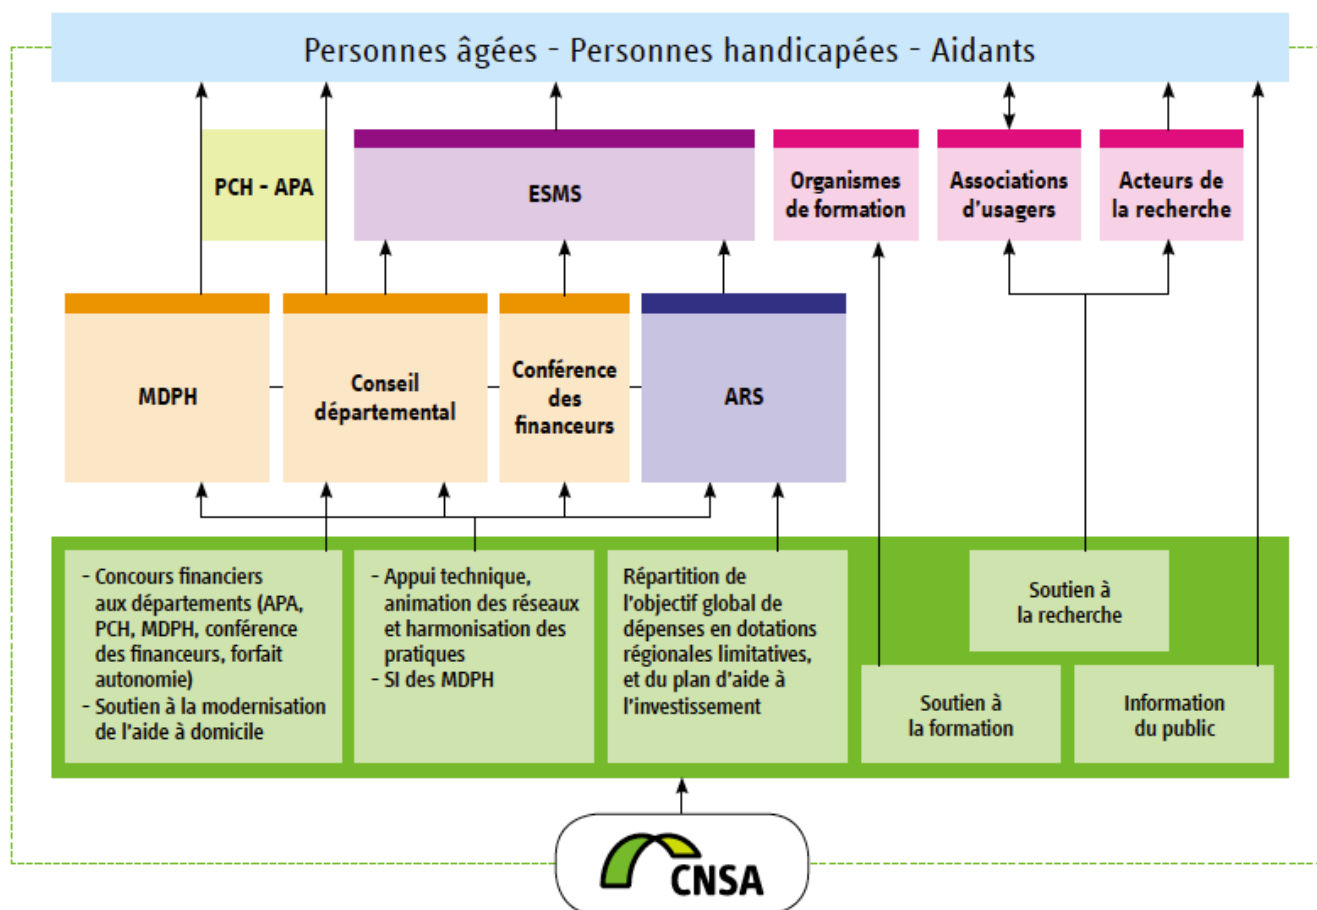 Personnes âgées - Personnes handicapées - Aidants
PCH - APA
ESMS
Organismes
de formation
Associations
d'usagers
Acteurs de
la recherche
MDPH
Conseil
départemental
Conférence
des
financeurs
ARS
- Concours financiers
aux départements (APA,
PCH, MDPH, conférence
des financeurs, forfait
autonomie)
- Soutien à la modernisation
de l'aide à domicile
- Appui technique,
animation des réseaux
et harmonisation des
pratiques
- SI des MDPH
Répartition de
l'objectif global de
dépenses en dotations
régionales limitatives,
et du plan d'aide à
l'investissement
Soutien à
la recherche
Soutien à
la formation
Information
du public
CNSA